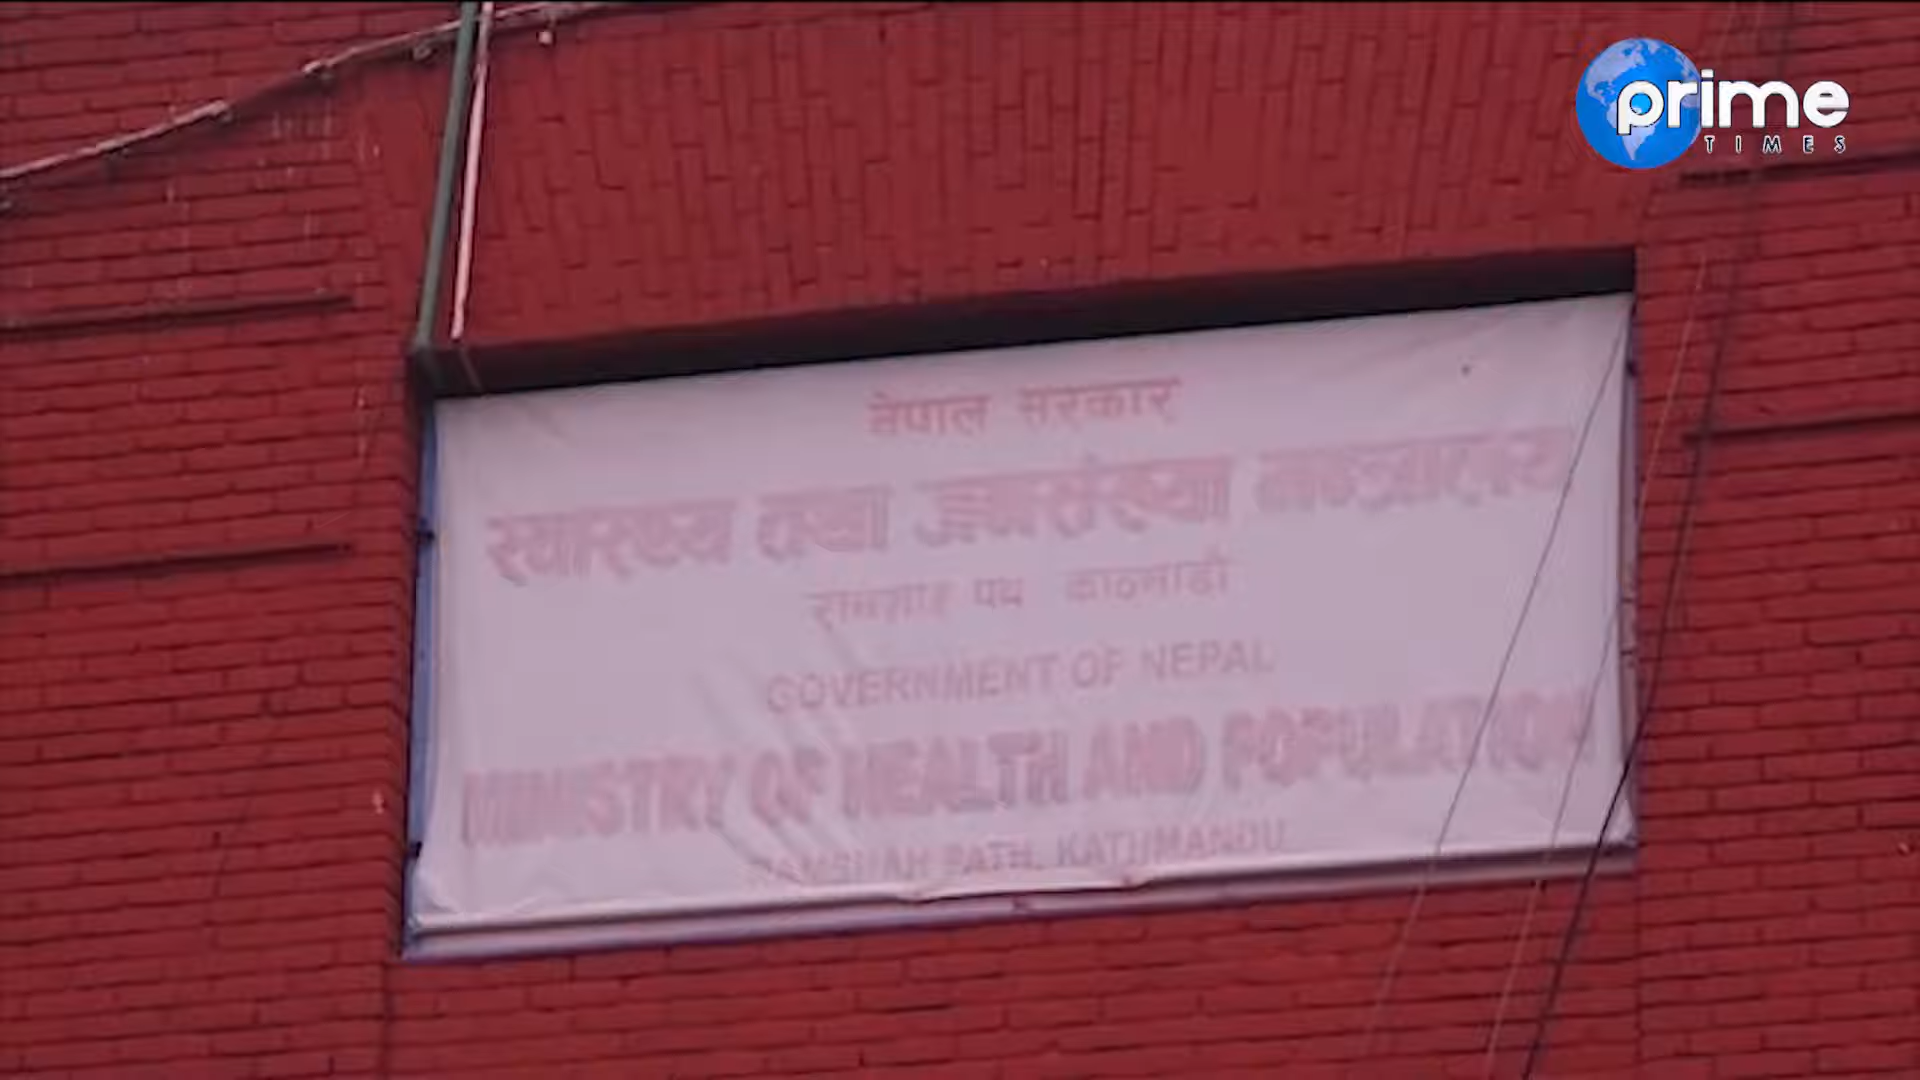 prime
TIMES
नेपाल सरकार
स्वास्थ्य तथा जनसंख्या मन्त्रालय
रामशाह पथ काठमाडौं
GOVERNMENT OF NEPAL
MINISTRY OF HEALTH AND POPULATION
RAMSHAH PATH, KATHMANDU